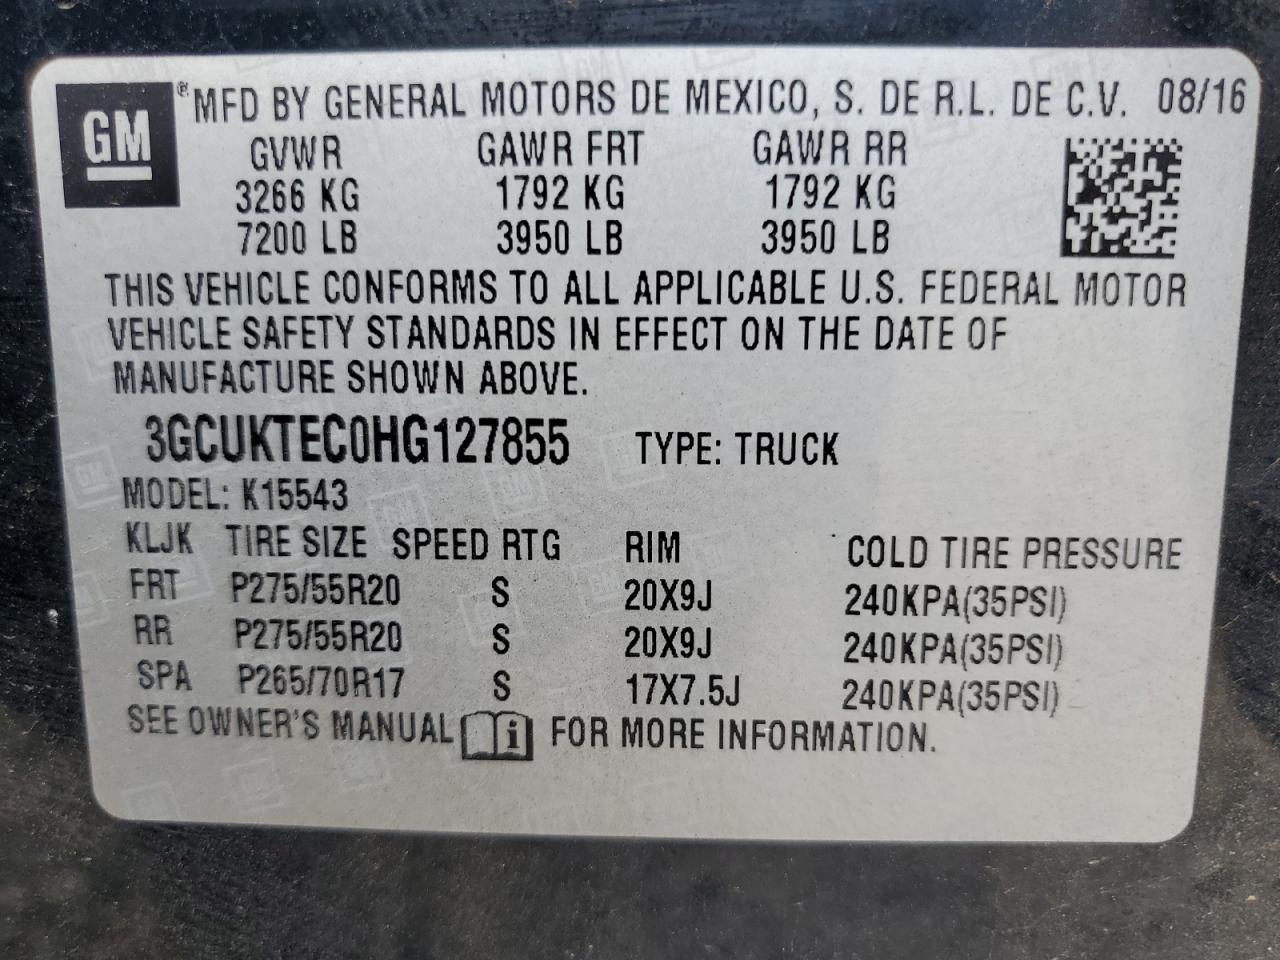 GM ® MFD BY GENERAL MOTORS DE MEXICO, S. DE R.L. DE C.V. 08/16
GVWR GAWR FRT GAWR RR
3266 KG 1792 KG 1792 KG
7200 LB 3950 LB 3950 LB
THIS VEHICLE CONFORMS TO ALL APPLICABLE U.S. FEDERAL MOTOR
VEHICLE SAFETY STANDARDS IN EFFECT ON THE DATE OF
MANUFACTURE SHOWN ABOVE.
3GCUKTEC0HG127855 TYPE: TRUCK
MODEL: K15543
KLJK TIRE SIZE SPEED RTG RIM COLD TIRE PRESSURE
FRT P275/55R20 S 20X9J 240KPA(35PSI)
RR P275/55R20 S 20X9J 240KPA(35PSI)
SPA P265/70R17 S 17X7.5J 240KPA(35PSI)
SEE OWNER'S MANUAL i FOR MORE INFORMATION.